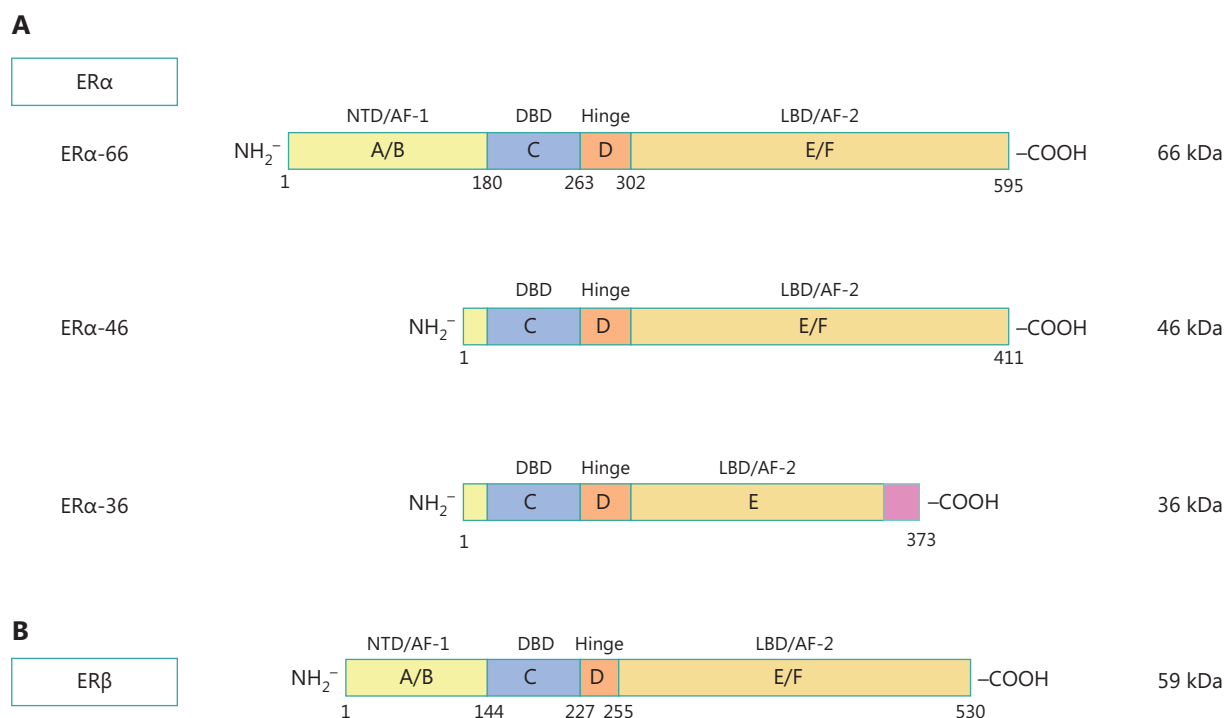 A
ERα
NTD/AF-1 DBD Hinge LBD/AF-2
ERα-66 NH₂⁻ A/B C D E/F –COOH 66 kDa
1 180 263 302 595
DBD Hinge LBD/AF-2
ERα-46 NH₂⁻ C D E/F –COOH 46 kDa
1 411
DBD Hinge LBD/AF-2
ERα-36 NH₂⁻ C D E –COOH 36 kDa
1 373
B
NTD/AF-1 DBD Hinge LBD/AF-2
ERβ NH₂⁻ A/B C D E/F –COOH 59 kDa
1 144 227 255 530